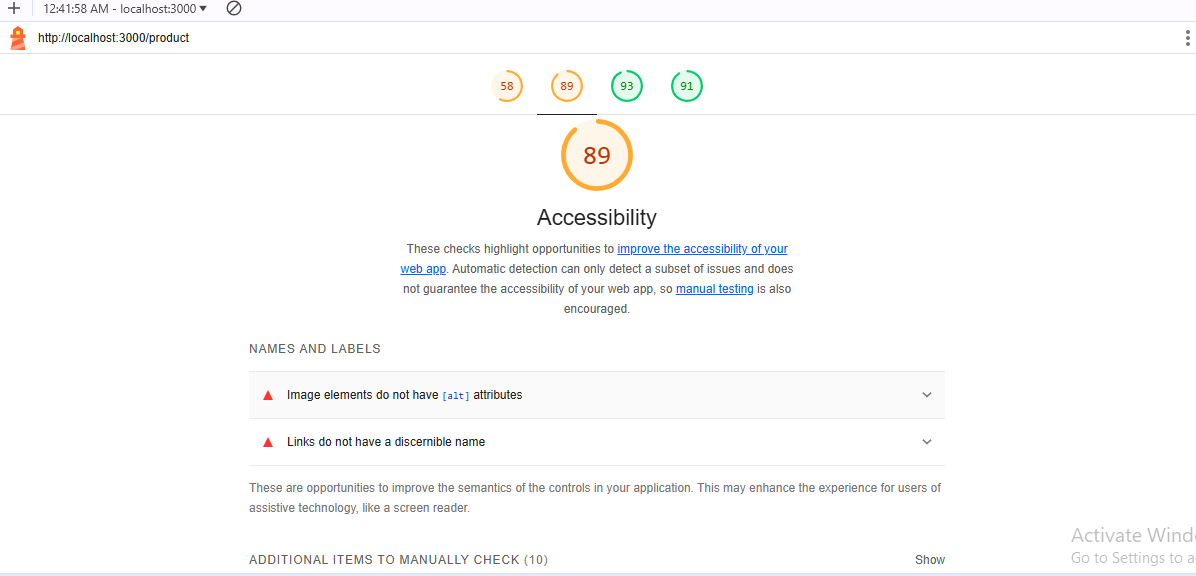 12:41:58 AM - localhost:3000
http://localhost:3000/product
58 89 93 91
89
Accessibility
These checks highlight opportunities to improve the accessibility of your
web app. Automatic detection can only detect a subset of issues and does
not guarantee the accessibility of your web app, so manual testing is also
encouraged.
NAMES AND LABELS
Image elements do not have [alt] attributes
Links do not have a discernible name
These are opportunities to improve the semantics of the controls in your application. This may enhance the experience for users of
assistive technology, like a screen reader.
ADDITIONAL ITEMS TO MANUALLY CHECK (10) Show
Activate Wind
Go to Settings to a